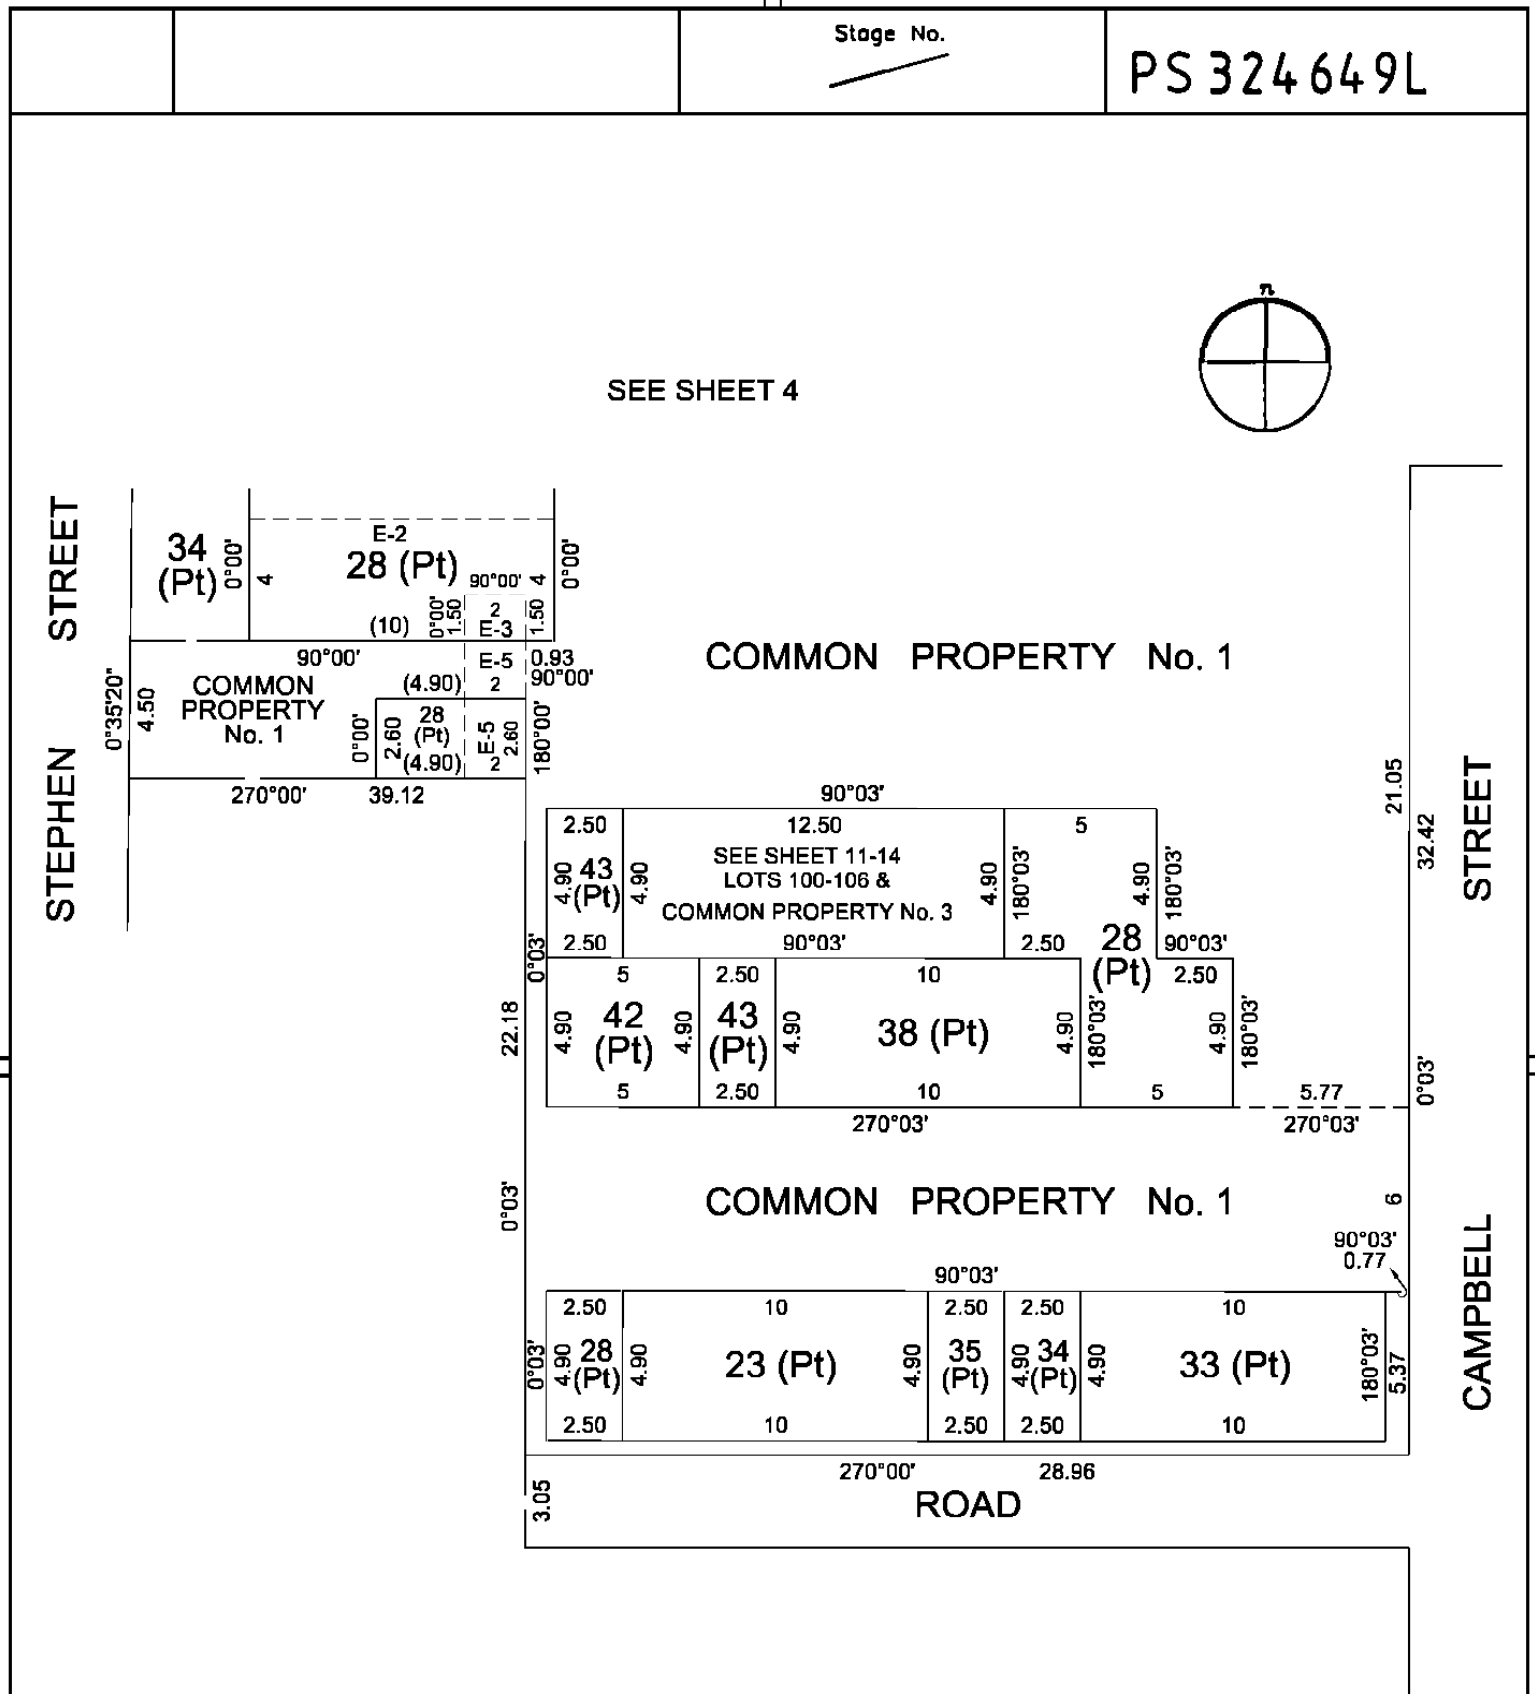 Stage No.
PS324649L
n
SEE SHEET 4
STEPHEN STREET
34
(Pt)
0°00'
4
E-2
28 (Pt)
90°00'
4
0°00'
(10)
0°00'
1.50
2
E-3
1.50
90°00'
E-5
2
0.93
90°00'
COMMON PROPERTY No. 1
0°35'20"
4.50
COMMON
PROPERTY
No. 1
(4.90)
0°00'
2.60
28
(Pt)
(4.90)
E-5
2
2.60
180°00'
270°00'
39.12
21.05
32.42
STREET
90°03'
2.50
12.50
5
4.90
43
(Pt)
4.90
SEE SHEET 11-14
LOTS 100-106 &
COMMON PROPERTY No. 3
4.90
180°03'
4.90
180°03'
0°03'
2.50
90°03'
2.50
28
(Pt)
90°03'
2.50
5
2.50
10
22.18
4.90
42
(Pt)
4.90
43
(Pt)
4.90
38 (Pt)
4.90
180°03'
4.90
180°03'
5
2.50
10
5
5.77
0°03'
270°03'
270°03'
0°03'
COMMON PROPERTY No. 1
6
90°03'
0.77
90°03'
2.50
10
2.50
2.50
10
0°03'
4.90
28
(Pt)
4.90
23 (Pt)
4.90
35
(Pt)
4.90
34
(Pt)
4.90
33 (Pt)
180°03'
5.37
CAMPBELL
2.50
10
2.50
2.50
10
270°00'
28.96
3.05
ROAD